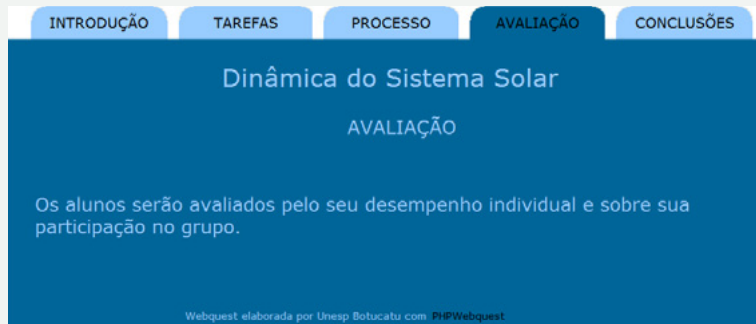 INTRODUÇÃO TAREFAS PROCESSO AVALIAÇÃO CONCLUSÕES
Dinâmica do Sistema Solar
AVALIAÇÃO
Os alunos serão avaliados pelo seu desempenho individual e sobre sua
participação no grupo.
Webquest elaborada por Unesp Botucatu com PHPWebquest